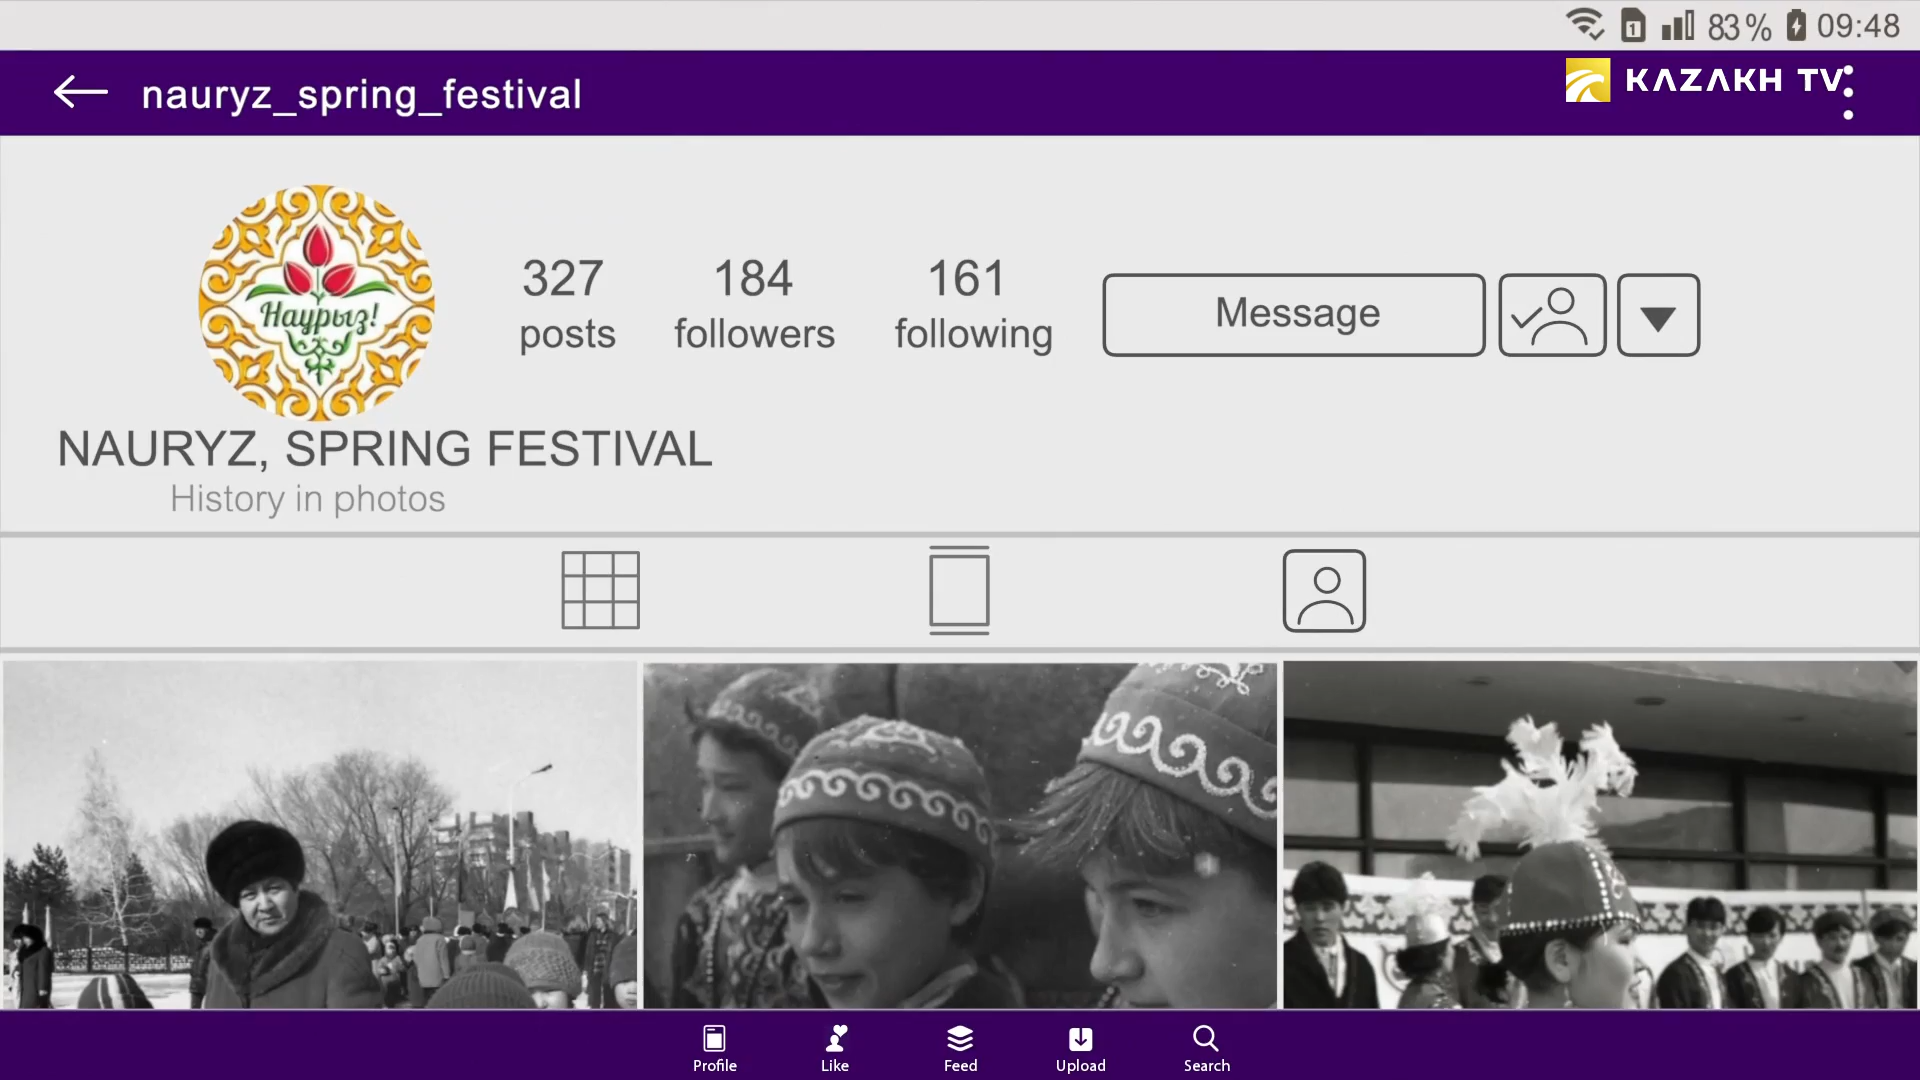 83% 09:48
nauryz_spring_festival
KAZAKH TV
Наурыз!
327 posts
184 followers
161 following
Message
NAURYZ, SPRING FESTIVAL
History in photos
Profile
Like
Feed
Upload
Search